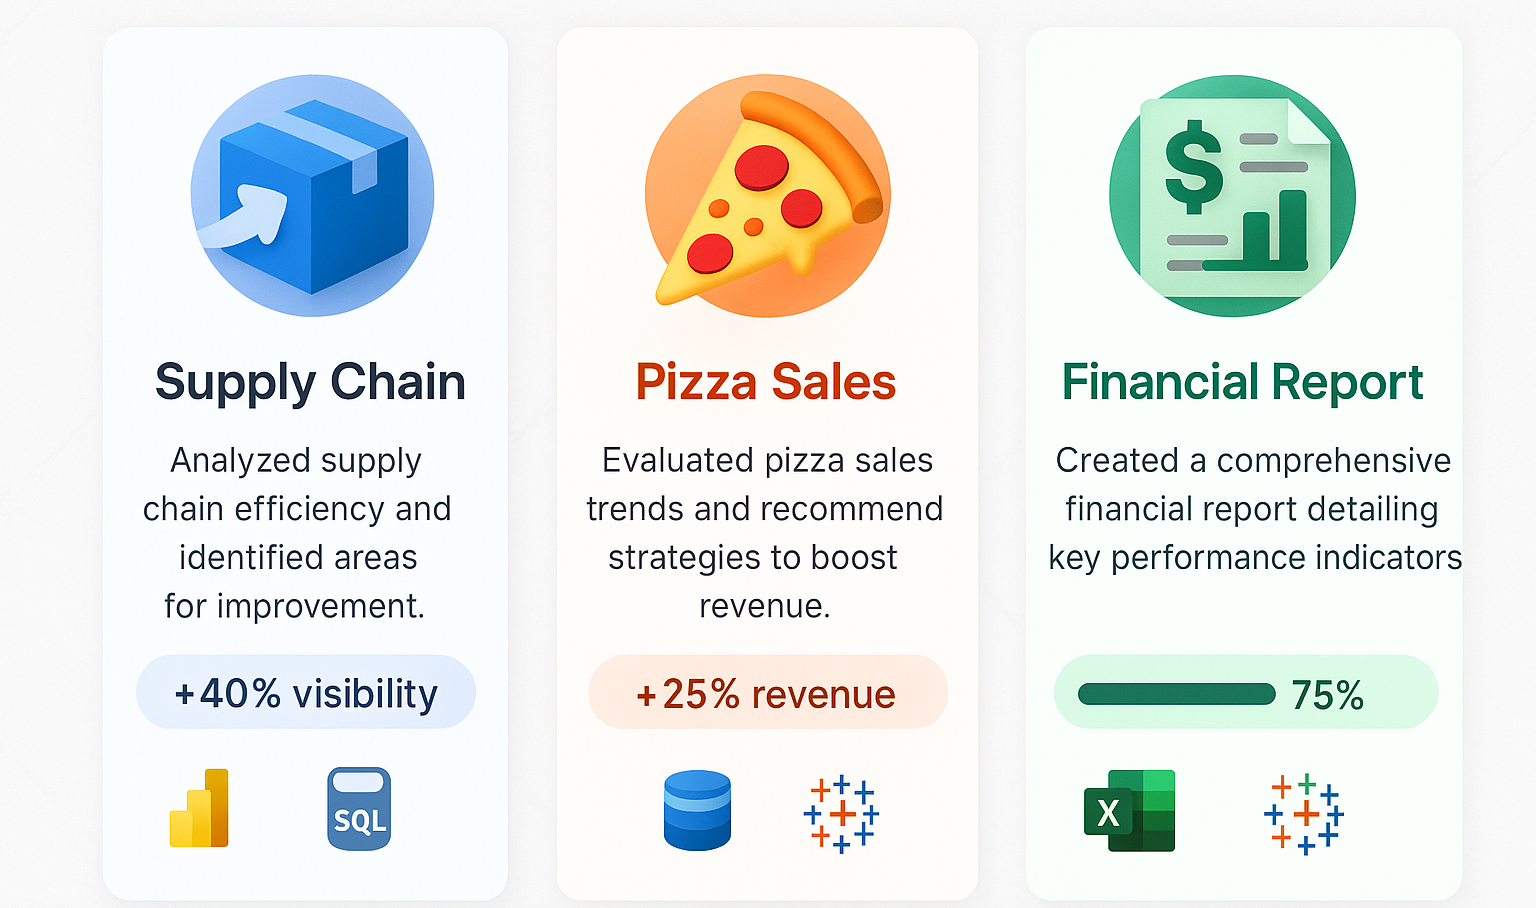 Supply Chain
Analyzed supply
chain efficiency and
identified areas
for improvement.
+40% visibility
SQL
Pizza Sales
Evaluated pizza sales
trends and recommend
strategies to boost
revenue.
+25% revenue
$
Financial Report
Created a comprehensive
financial report detailing
key performance indicators
75%
X